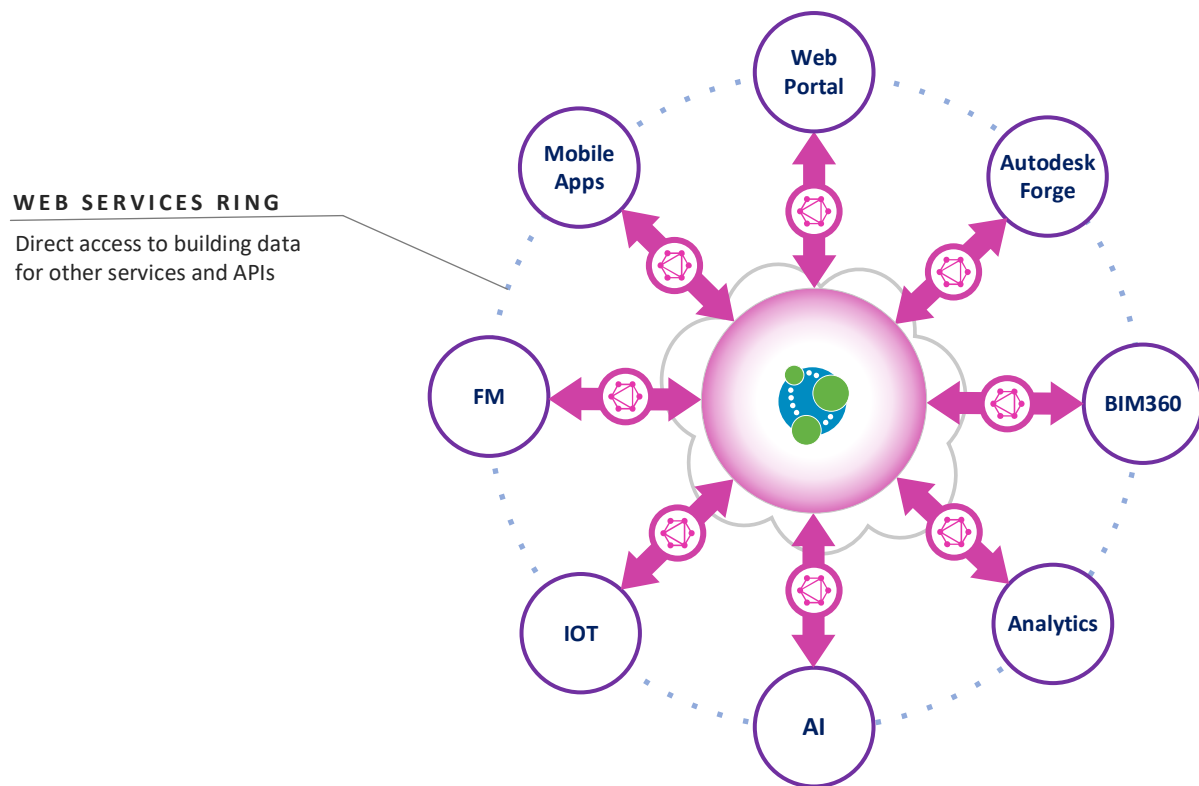 Web
Portal
Mobile
Apps
Autodesk
Forge
WEB SERVICES RING
Direct access to building data
for other services and APIs
FM
BIM360
IOT
Analytics
AI